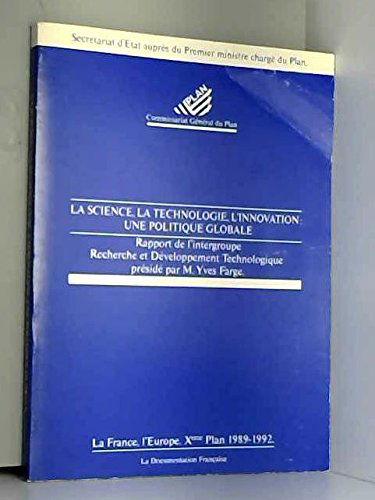 Secrétariat d'Etat auprès du Premier ministre chargé du Plan.
PLAN
Commissariat Général du Plan
LA SCIENCE, LA TECHNOLOGIE, L'INNOVATION :
UNE POLITIQUE GLOBALE
Rapport de l'intergroupe
Recherche et Développement Technologique
présidé par M. Yves Farge.
La France, l'Europe, Xème Plan 1989-1992.
La Documentation Française